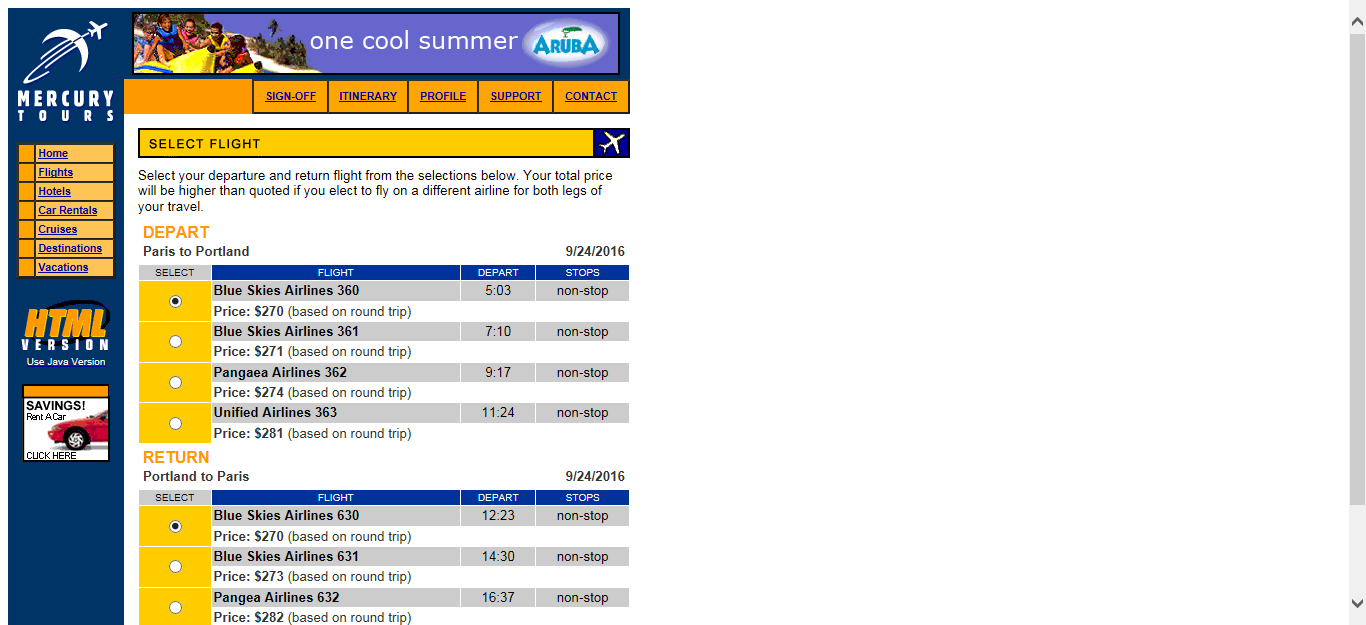 one cool summer ARUBA
MERCURY
TOURS
SIGN-OFF ITINERARY PROFILE SUPPORT CONTACT
Home
Flights
Hotels
Car Rentals
Cruises
Destinations
Vacations
HTML
VERSION
Use Java Version
SAVINGS!
Rent A Car
CLICK HERE
SELECT FLIGHT
Select your departure and return flight from the selections below. Your total price
will be higher than quoted if you elect to fly on a different airline for both legs of
your travel.
DEPART
Paris to Portland 9/24/2016
SELECT FLIGHT DEPART STOPS
Blue Skies Airlines 360 5:03 non-stop
Price: $270 (based on round trip)
Blue Skies Airlines 361 7:10 non-stop
Price: $271 (based on round trip)
Pangaea Airlines 362 9:17 non-stop
Price: $274 (based on round trip)
Unified Airlines 363 11:24 non-stop
Price: $281 (based on round trip)
RETURN
Portland to Paris 9/24/2016
SELECT FLIGHT DEPART STOPS
Blue Skies Airlines 630 12:23 non-stop
Price: $270 (based on round trip)
Blue Skies Airlines 631 14:30 non-stop
Price: $273 (based on round trip)
Pangea Airlines 632 16:37 non-stop
Price: $282 (based on round trip)